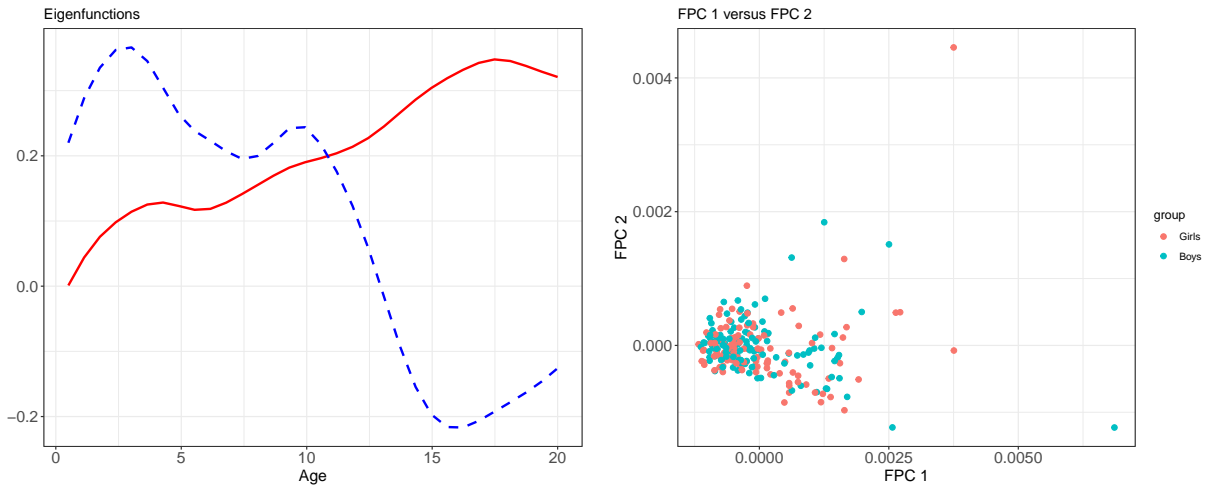 Eigenfunctions
0.2
0.0
−0.2
0
5
10
15
20
Age
FPC 1 versus FPC 2
0.004
0.002
0.000
FPC 2
0.0000
0.0025
0.0050
FPC 1
group
Girls
Boys